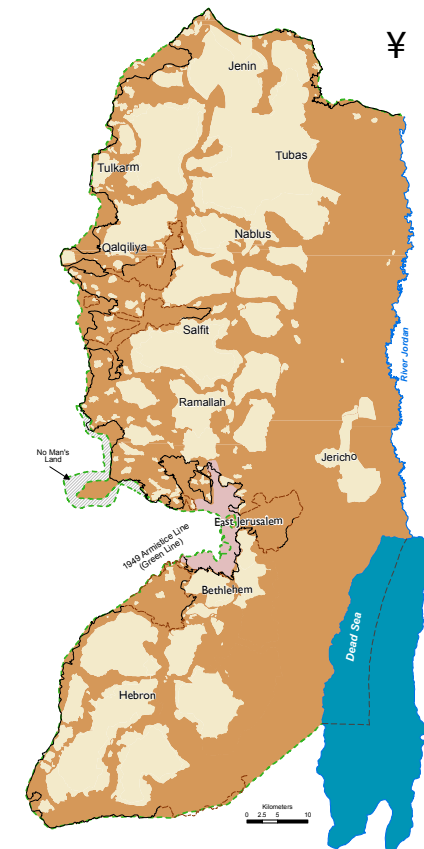 ¥
Jenin
Tubas
Tulkarm
Nablus
Qalqiliya
Salfit
River Jordan
Ramallah
No Man's
Land
Jericho
East Jerusalem
1949 Armistice Line
(Green Line)
Bethlehem
Dead Sea
Hebron
Kilometers
0 2.5 5 10